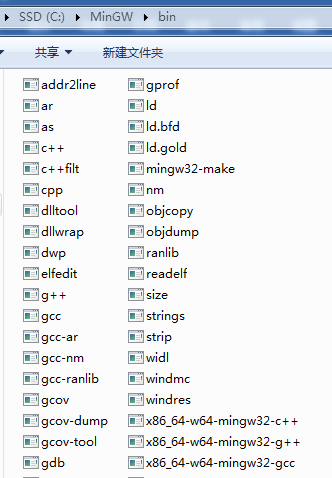 SSD (C:) MinGW bin
共享 新建文件夹
addr2line
ar
as
c++
c++filt
cpp
dlltool
dllwrap
dwp
elfedit
g++
gcc
gcc-ar
gcc-nm
gcc-ranlib
gcov
gcov-dump
gcov-tool
gdb
gprof
ld
ld.bfd
ld.gold
mingw32-make
nm
objcopy
objdump
ranlib
readelf
size
strings
strip
widl
windmc
windres
x86_64-w64-mingw32-c++
x86_64-w64-mingw32-g++
x86_64-w64-mingw32-gcc